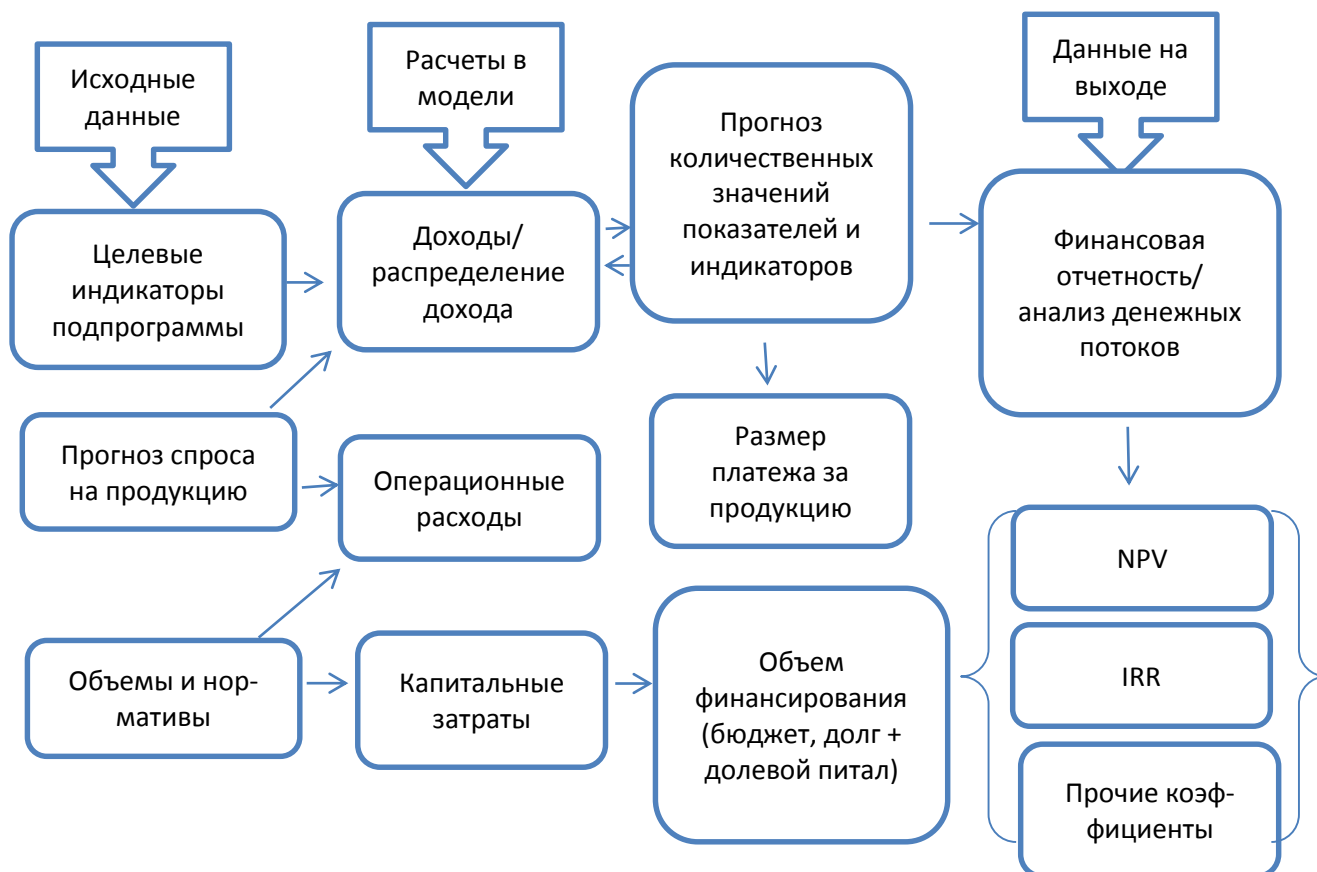 Исходные
данные
Расчеты в
модели
Данные на
выходе
Прогноз
количественных
значений
показателей и
индикаторов
Целевые
индикаторы
подпрограммы
Доходы/
распределение
дохода
Финансовая
отчетность/
анализ денежных
потоков
Прогноз спроса
на продукцию
Операционные
расходы
Размер
платежа за
продукцию
NPV
Объемы и нор-
мативы
Капитальные
затраты
Объем
финансирования
(бюджет, долг +
долевой питал)
IRR
Прочие коэф-
фициенты